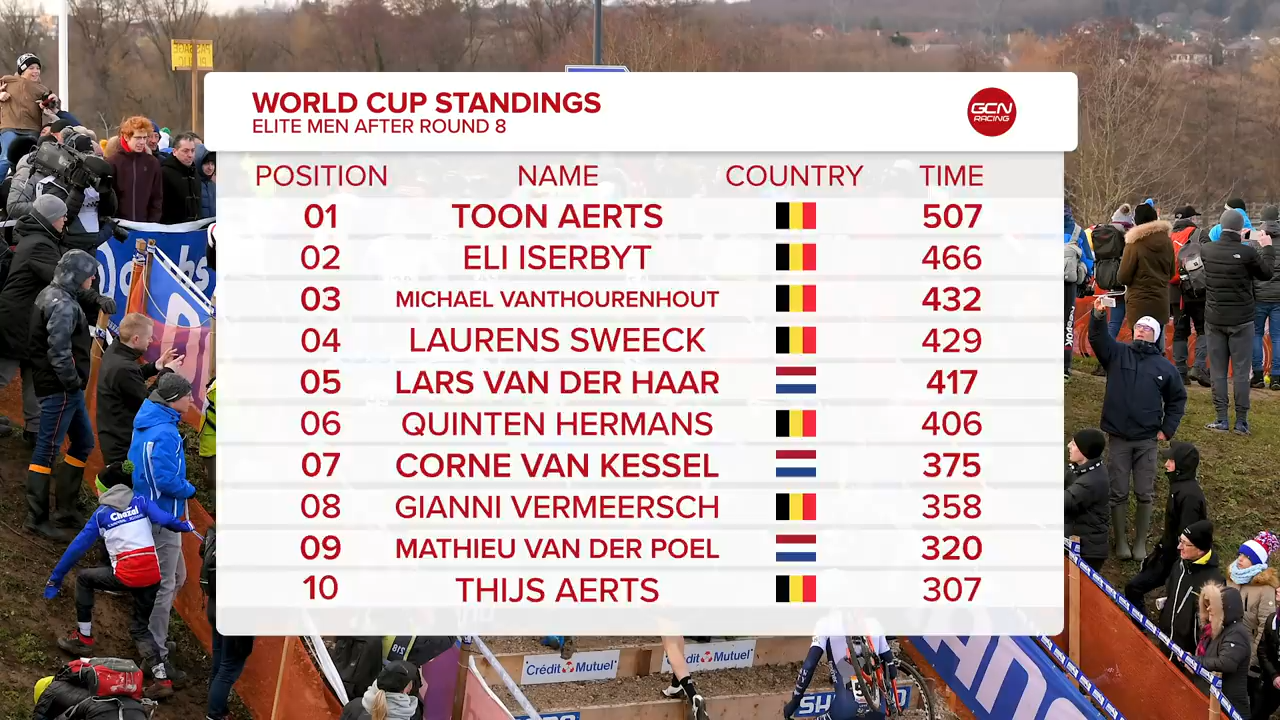 PASSAGE
PUBLIC
WORLD CUP STANDINGS
ELITE MEN AFTER ROUND 8
GCN
RACING
POSITION NAME COUNTRY TIME
01 TOON AERTS 507
02 ELI ISERBYT 466
03 MICHAEL VANTHOURENHOUT 432
04 LAURENS SWEECK 429
05 LARS VAN DER HAAR 417
06 QUINTEN HERMANS 406
07 CORNE VAN KESSEL 375
08 GIANNI VERMEERSCH 358
09 MATHIEU VAN DER POEL 320
10 THIJS AERTS 307
Chazal
Crédit Mutuel
Crédit Mutuel